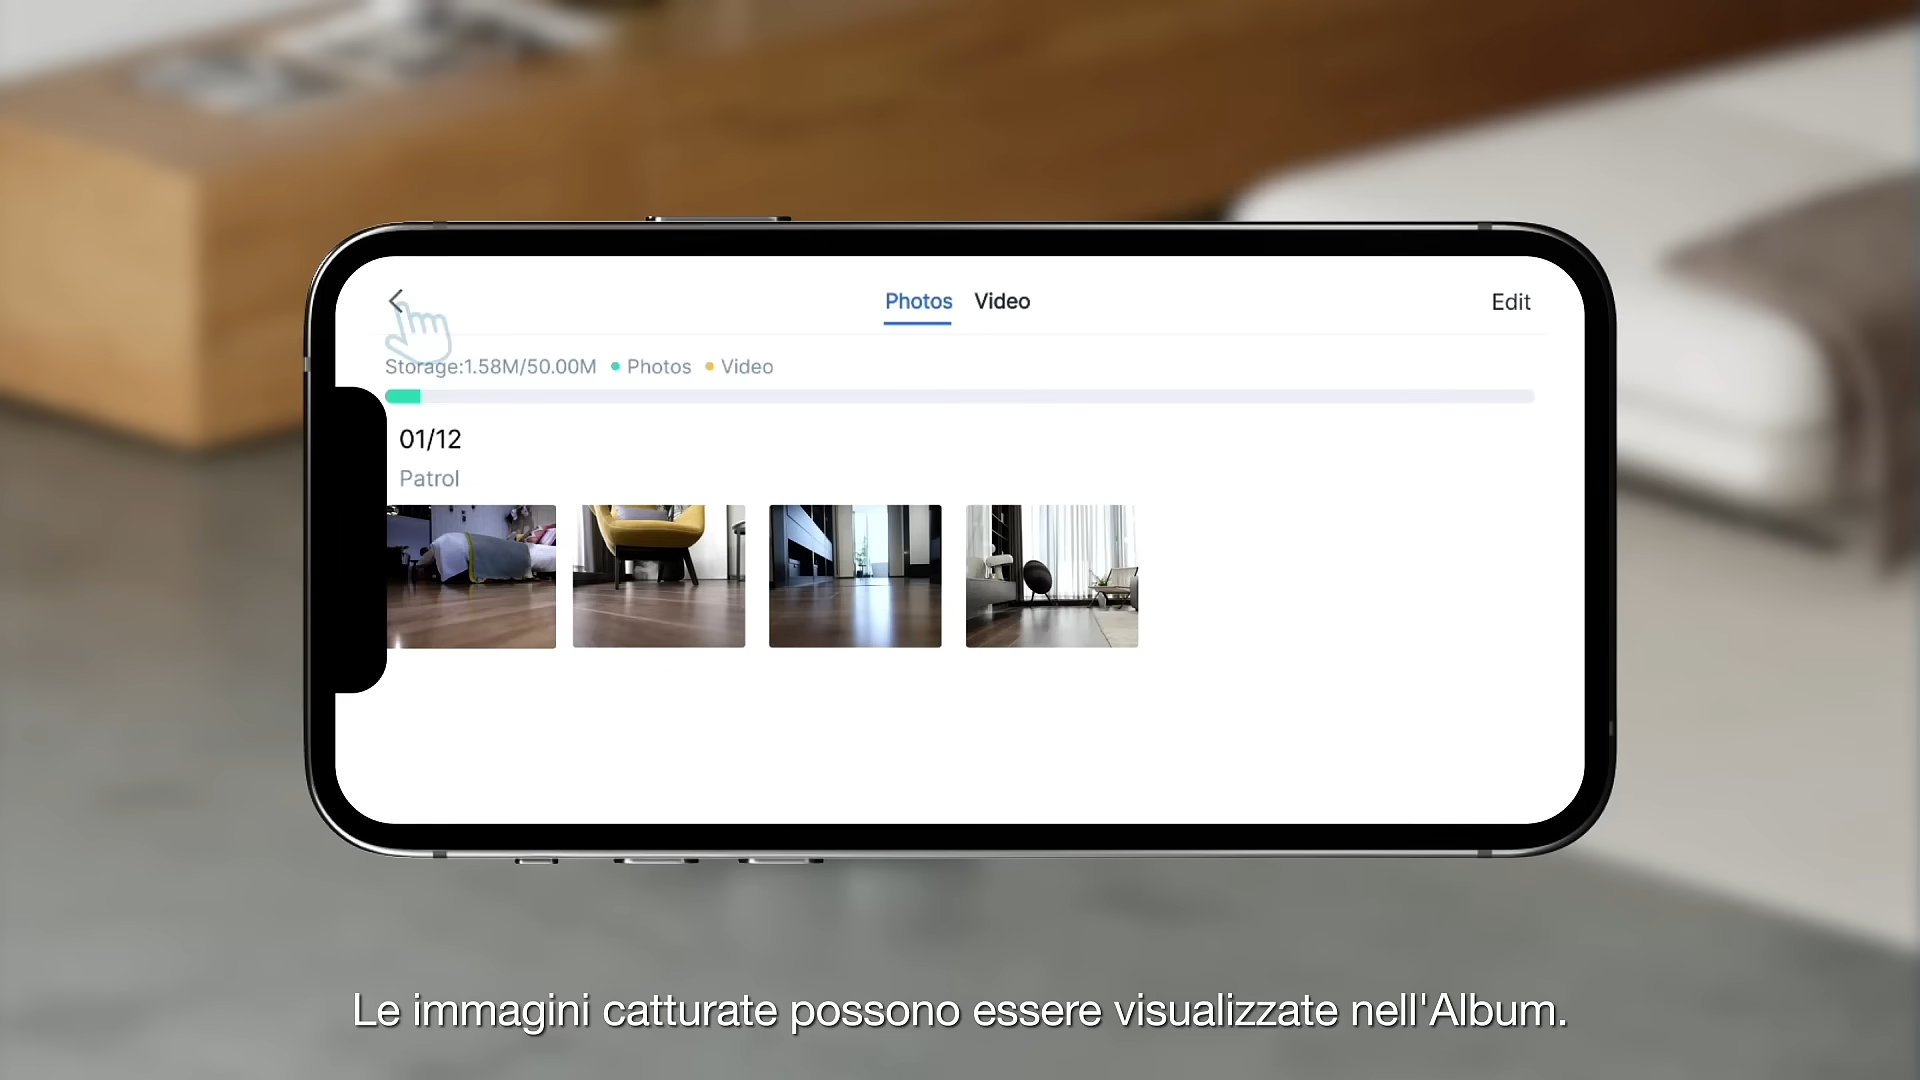 Photos Video Edit
Storage:1.58M/50.00M Photos Video
01/12
Patrol
Le immagini catturate possono essere visualizzate nell'Album.